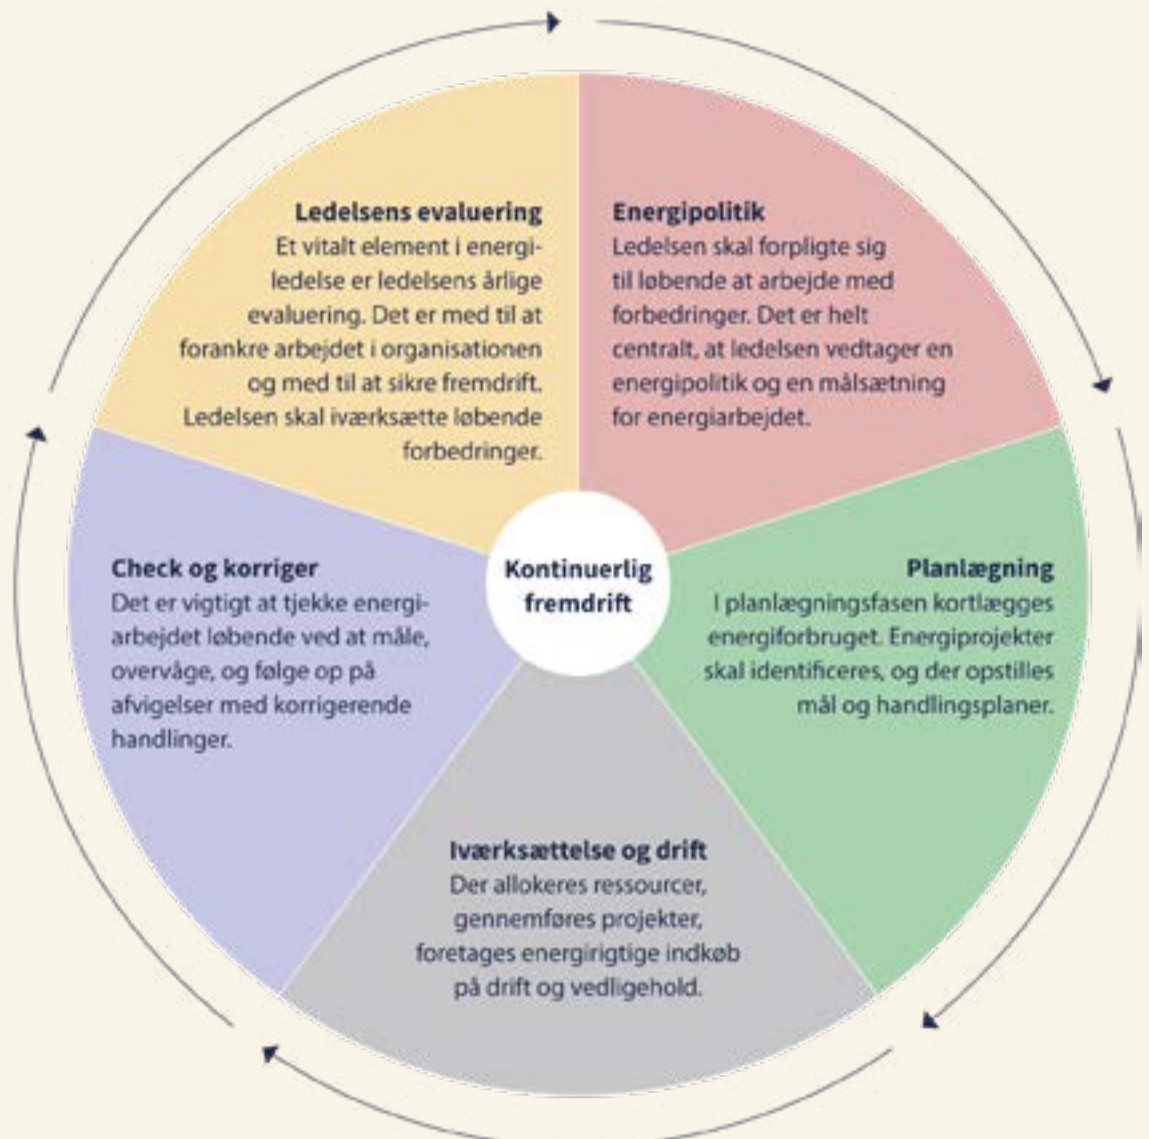 Ledelsens evaluering
Et vitalt element i energi-
ledelse er ledelsens årlige
evaluering. Det er med til at
forankre arbejdet i organisationen
og med til at sikre fremdrift.
Ledelsen skal iværksætte løbende
forbedringer.
Energipolitik
Ledelsen skal forpligte sig
til løbende at arbejde med
forbedringer. Det er helt
centralt, at ledelsen vedtager en
energipolitik og en målsætning
for energiarbejdet.
Check og korriger
Det er vigtigt at tjekke energi-
arbejdet løbende ved at måle,
overvåge, og følge op på
afvigelser med korrigerende
handlinger.
Kontinuerlig
fremdrift
Planlægning
I planlægningsfasen kortlægges
energiforbruget. Energiprojekter
skal identificeres, og der opstilles
mål og handlingsplaner.
Iværksættelse og drift
Der allokeres ressourcer,
gennemføres projekter,
foretages energirigtige indkøb
på drift og vedligehold.